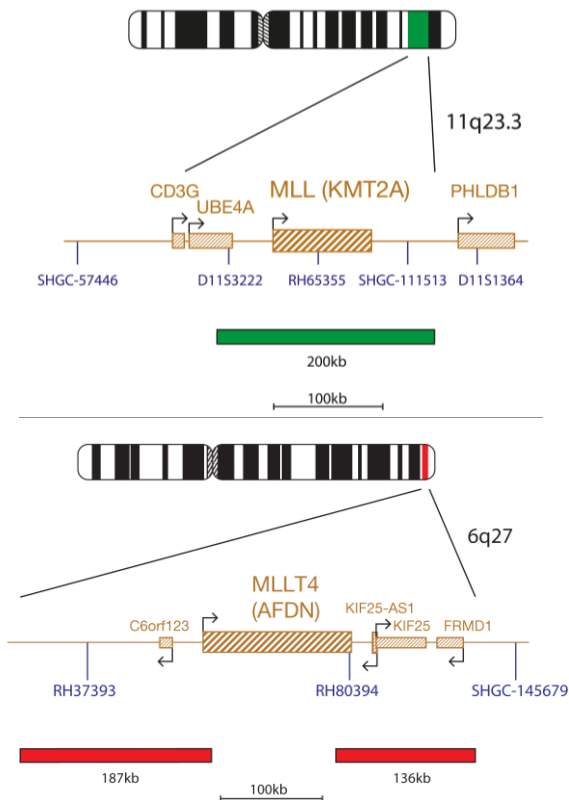 11q23.3
CD3G
UBE4A
MLL (KMT2A)
PHLDB1
SHGC-57446
D11S3222
RH65355
SHGC-111513
D11S1364
200kb
100kb
6q27
MLLT4
(AFDN)
C6orf123
KIF25-AS1
KIF25
FRMD1
RH37393
RH80394
SHGC-145679
187kb
100kb
136kb